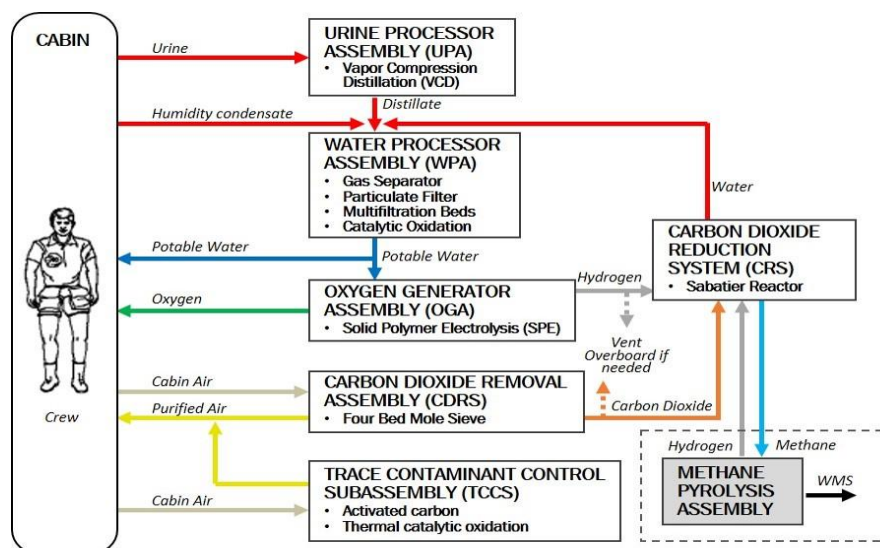 CABIN
Urine
URINE PROCESSOR
ASSEMBLY (UPA)
• Vapor Compression
Distillation (VCD)
Distillate
Humidity condensate
WATER PROCESSOR
ASSEMBLY (WPA)
• Gas Separator
• Particulate Filter
• Multifiltration Beds
• Catalytic Oxidation
Water
CARBON DIOXIDE
REDUCTION
SYSTEM (CRS)
• Sabatier Reactor
Potable Water
Potable Water
Hydrogen
Oxygen
OXYGEN GENERATOR
ASSEMBLY (OGA)
• Solid Polymer Electrolysis (SPE)
Vent
Overboard if
needed
Cabin Air
Purified Air
Crew
CARBON DIOXIDE REMOVAL
ASSEMBLY (CDRS)
• Four Bed Mole Sieve
Carbon Dioxide
Hydrogen
Methane
METHANE
PYROLYSIS
ASSEMBLY
WMS
Cabin Air
TRACE CONTAMINANT CONTROL
SUBASSEMBLY (TCCS)
• Activated carbon
• Thermal catalytic oxidation